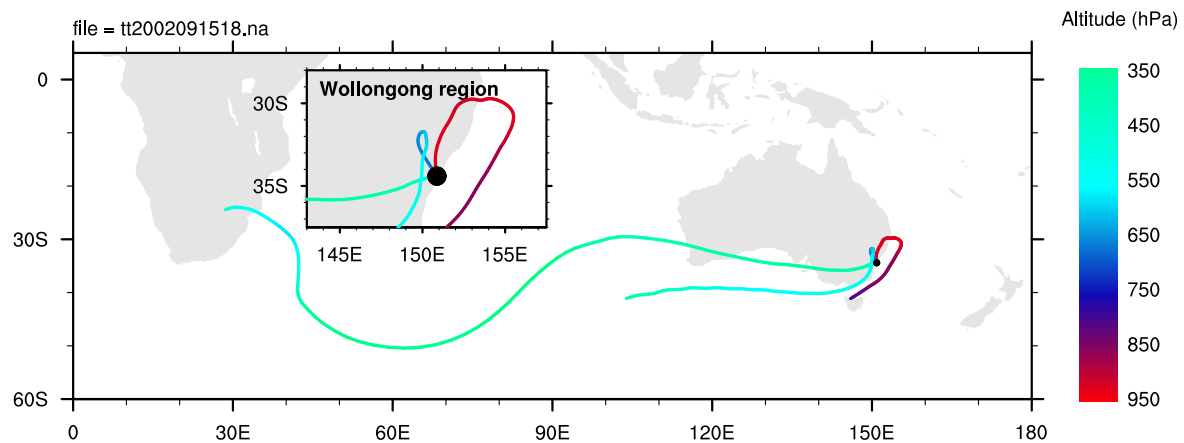 file = tt2002091518.na
Altitude (hPa)
0
30S
60S
0
30E
60E
90E
120E
150E
180
Wollongong region
30S
35S
145E
150E
155E
350
450
550
650
750
850
950